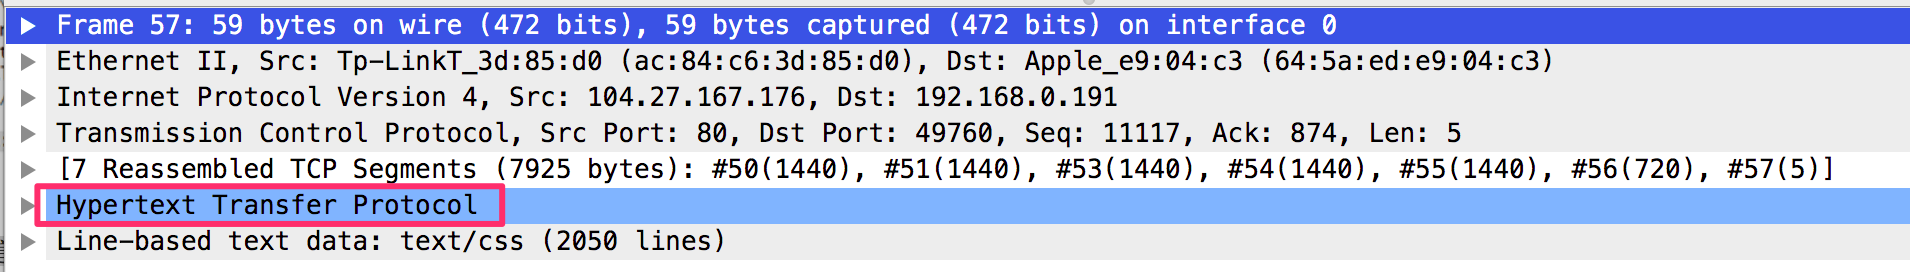 Frame 57: 59 bytes on wire (472 bits), 59 bytes captured (472 bits) on interface 0
Ethernet II, Src: Tp-LinkT_3d:85:d0 (ac:84:c6:3d:85:d0), Dst: Apple_e9:04:c3 (64:5a:ed:e9:04:c3)
Internet Protocol Version 4, Src: 104.27.167.176, Dst: 192.168.0.191
Transmission Control Protocol, Src Port: 80, Dst Port: 49760, Seq: 11117, Ack: 874, Len: 5
[7 Reassembled TCP Segments (7925 bytes): #50(1440), #51(1440), #53(1440), #54(1440), #55(1440), #56(720), #57(5)]
Hypertext Transfer Protocol
Line-based text data: text/css (2050 lines)